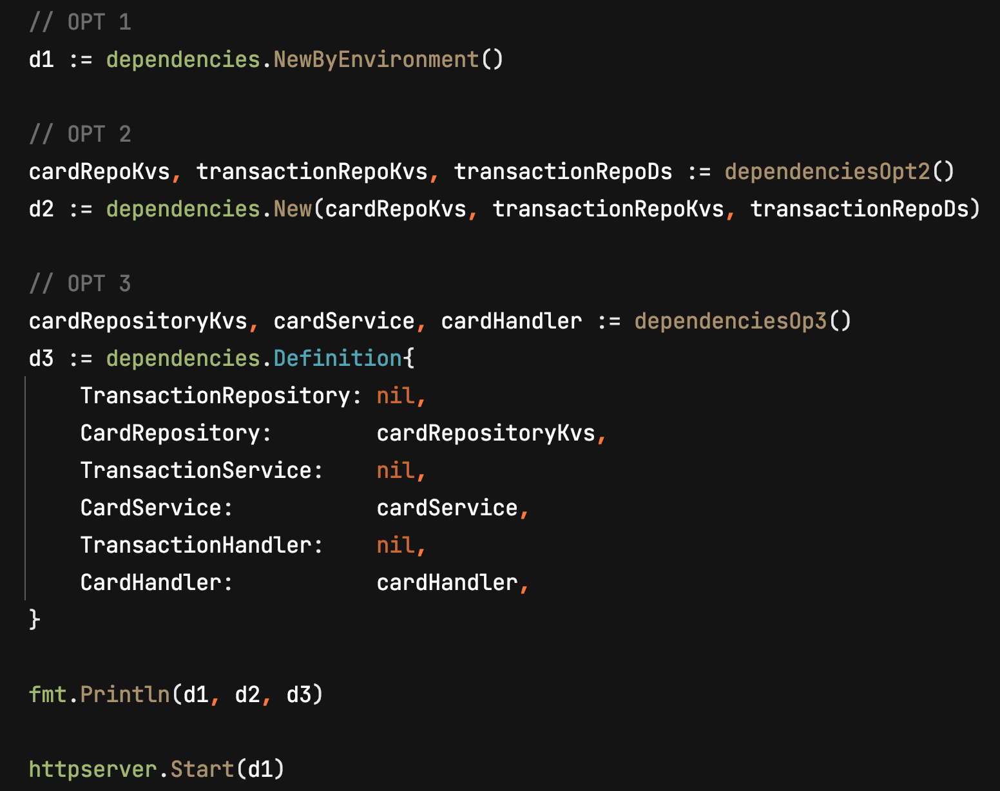 // OPT 1
d1 := dependencies.NewByEnvironment()
// OPT 2
cardRepoKvs, transactionRepoKvs, transactionRepoDs := dependenciesOpt2()
d2 := dependencies.New(cardRepoKvs, transactionRepoKvs, transactionRepoDs)
// OPT 3
cardRepositoryKvs, cardService, cardHandler := dependenciesOp3()
d3 := dependencies.Definition{
    TransactionRepository: nil,
    CardRepository:        cardRepositoryKvs,
    TransactionService:    nil,
    CardService:           cardService,
    TransactionHandler:    nil,
    CardHandler:           cardHandler,
}
fmt.Println(d1, d2, d3)
httpserver.Start(d1)